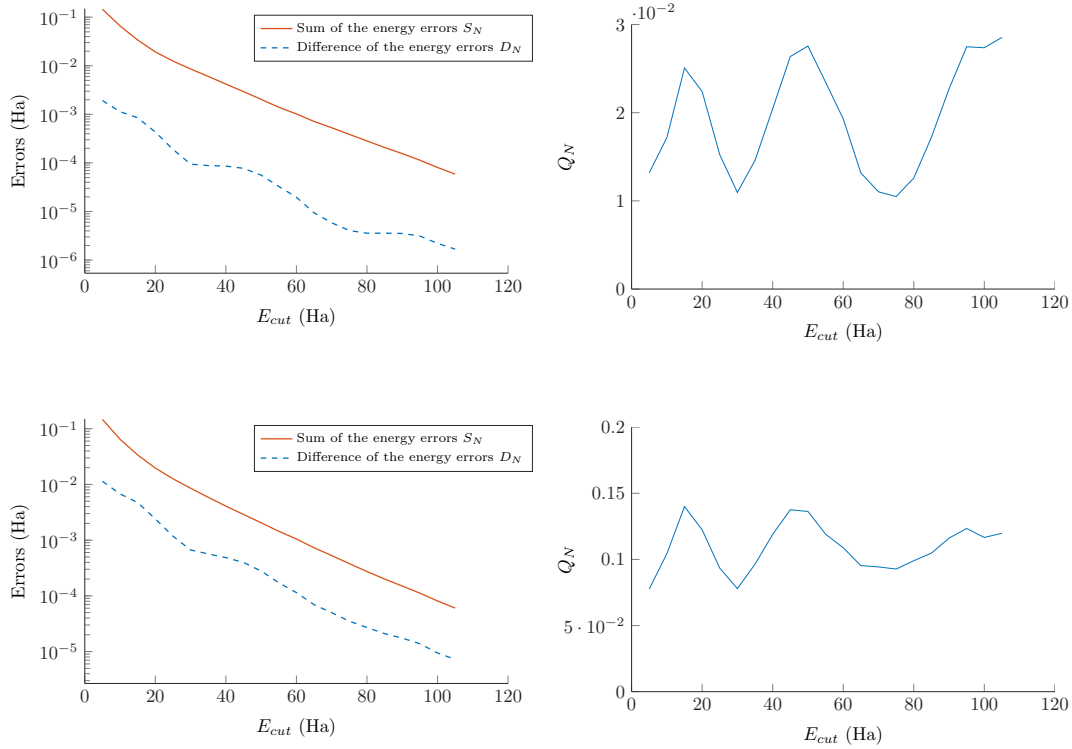 10⁻¹
10⁻²
10⁻³
10⁻⁴
10⁻⁵
10⁻⁶
Errors (Ha)
Sum of the energy errors S_N
Difference of the energy errors D_N
0 20 40 60 80 100 120
E_cut (Ha)
·10⁻²
3
2
1
0
Q_N
0 20 40 60 80 100 120
E_cut (Ha)
10⁻¹
10⁻²
10⁻³
10⁻⁴
10⁻⁵
Errors (Ha)
Sum of the energy errors S_N
Difference of the energy errors D_N
0 20 40 60 80 100 120
E_cut (Ha)
0.2
0.15
0.1
5 · 10⁻²
0
Q_N
0 20 40 60 80 100 120
E_cut (Ha)